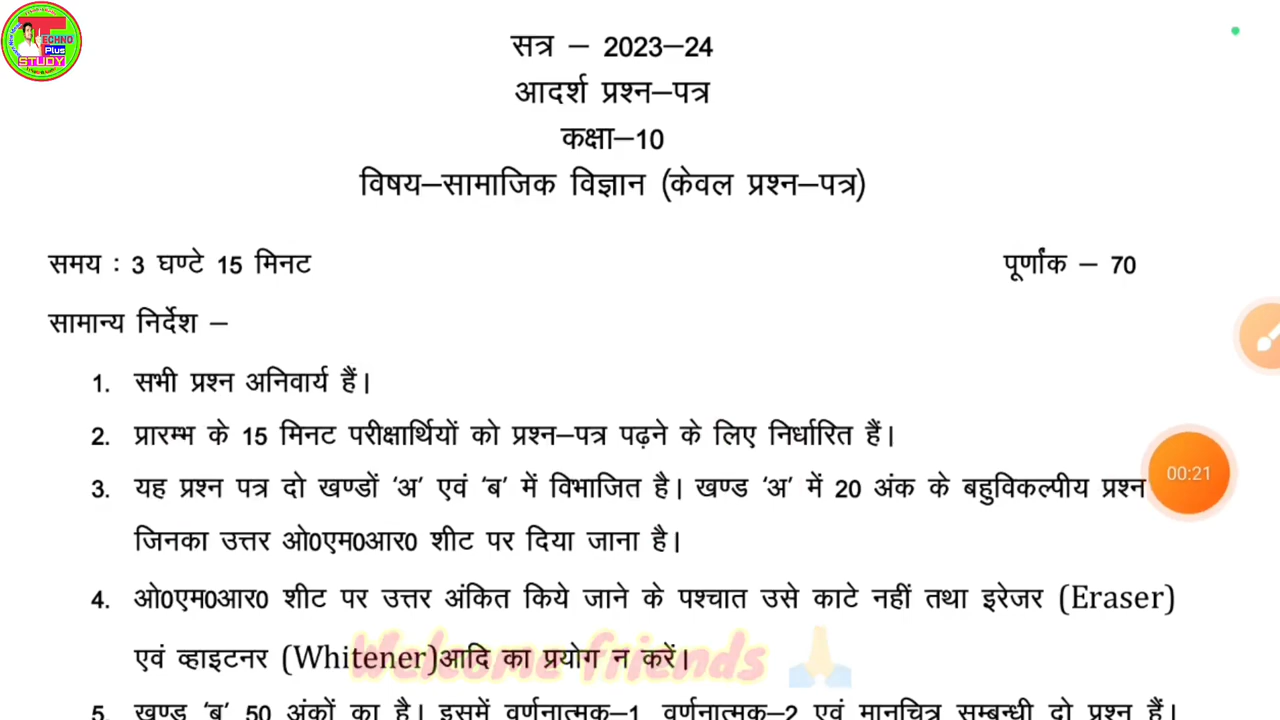 TECHNO
Plus
STUDY
सत्र – 2023–24
आदर्श प्रश्न–पत्र
कक्षा–10
विषय–सामाजिक विज्ञान (केवल प्रश्न–पत्र)
समय : 3 घण्टे 15 मिनट पूर्णांक – 70
सामान्य निर्देश –
1. सभी प्रश्न अनिवार्य हैं।
2. प्रारम्भ के 15 मिनट परीक्षार्थियों को प्रश्न–पत्र पढ़ने के लिए निर्धारित हैं।
3. यह प्रश्न पत्र दो खण्डों ‘अ’ एवं ‘ब’ में विभाजित है। खण्ड ‘अ’ में 20 अंक के बहुविकल्पीय प्रश्न
00:21
जिनका उत्तर ओ0एम0आर0 शीट पर दिया जाना है।
4. ओ0एम0आर0 शीट पर उत्तर अंकित किये जाने के पश्चात उसे काटे नहीं तथा इरेजर (Eraser)
एवं व्हाइटनर (Whitener)आदि का प्रयोग न करें।
Welcome friends
5. खण्ड ‘ब’ 50 अंकों का है। इसमें वर्णनात्मक–1, वर्णनात्मक–2 एवं मानचित्र सम्बन्धी दो प्रश्न हैं।